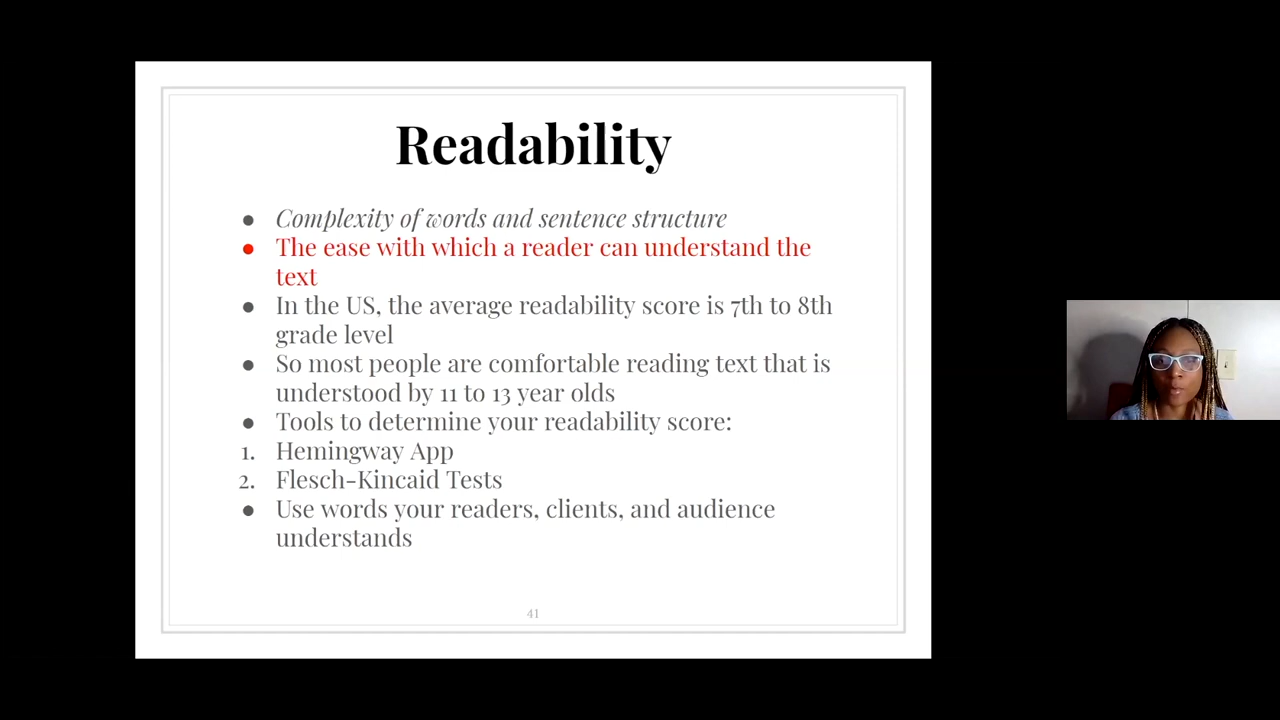 Readability
● Complexity of words and sentence structure
● The ease with which a reader can understand the
text
● In the US, the average readability score is 7th to 8th
grade level
● So most people are comfortable reading text that is
understood by 11 to 13 year olds
● Tools to determine your readability score:
1. Hemingway App
2. Flesch-Kincaid Tests
● Use words your readers, clients, and audience
understands
41